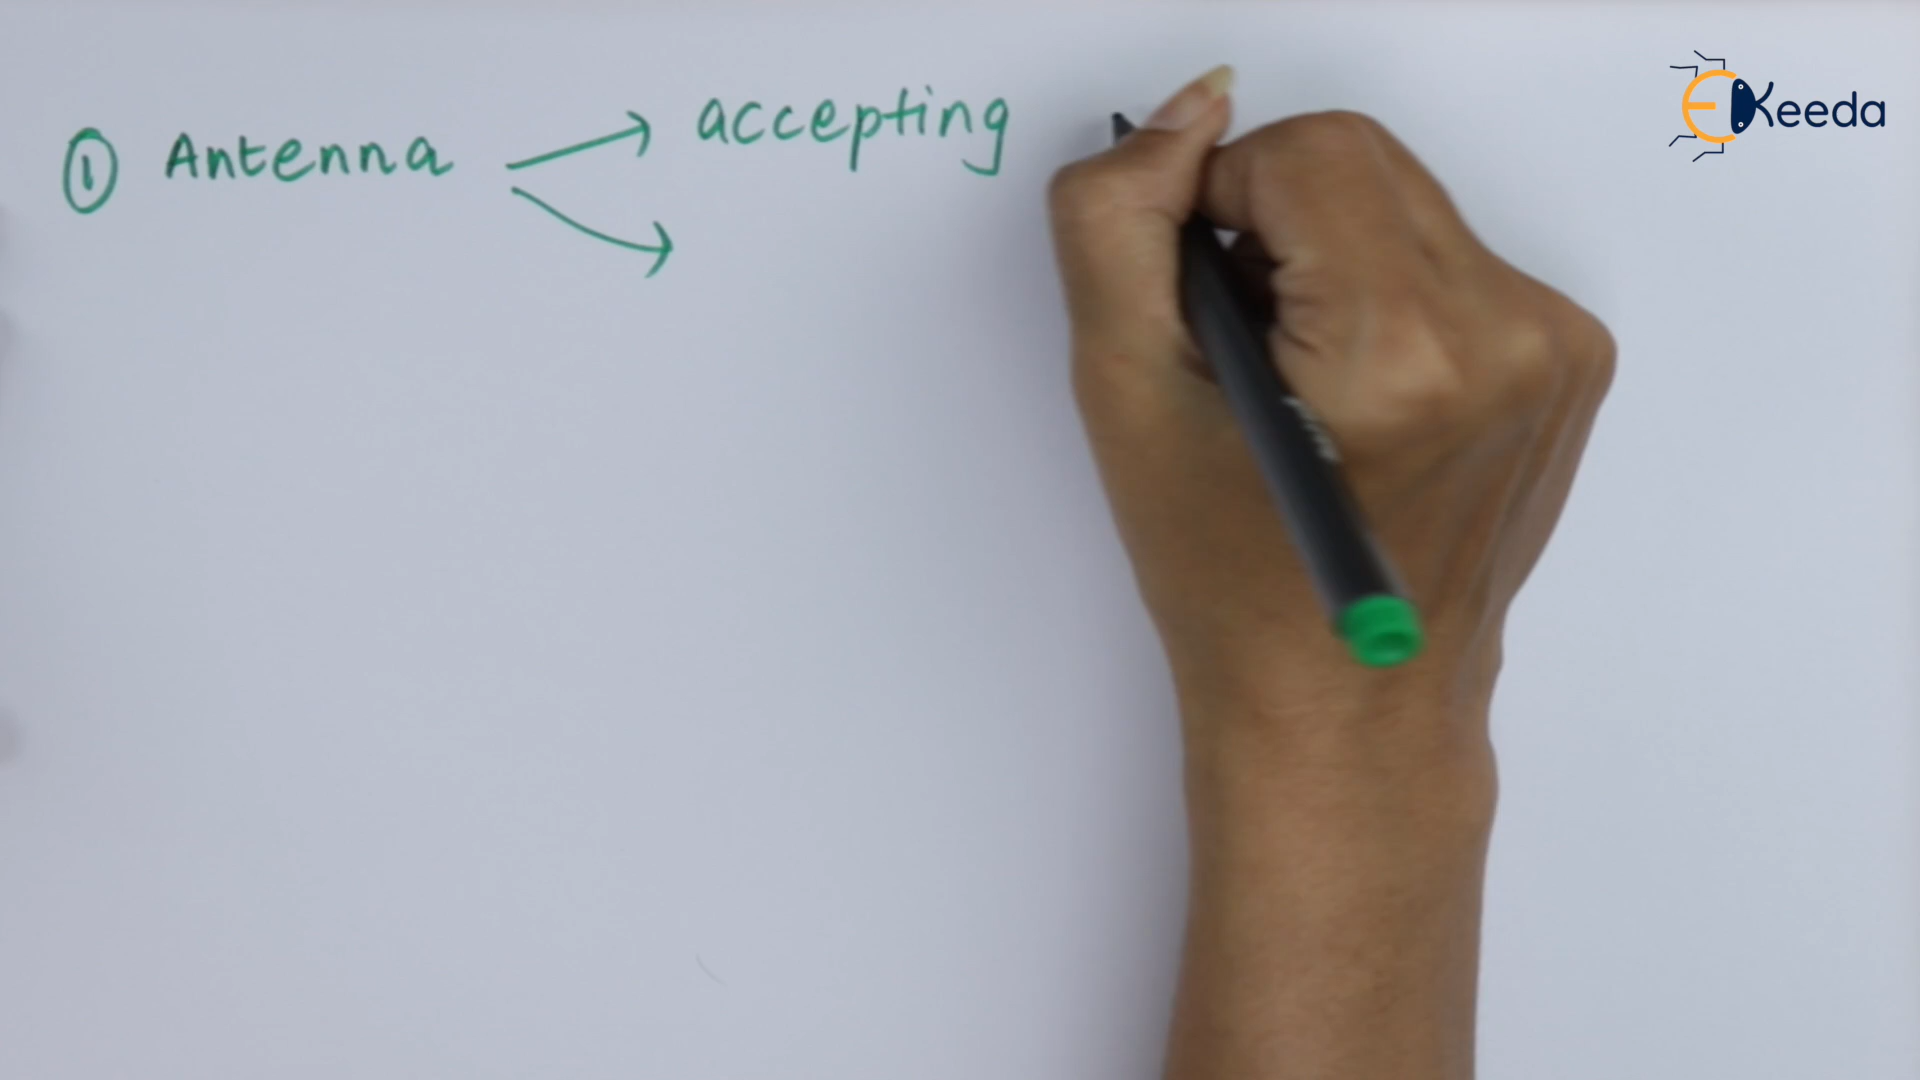 ① Antenna → accepting
→
EKeeda